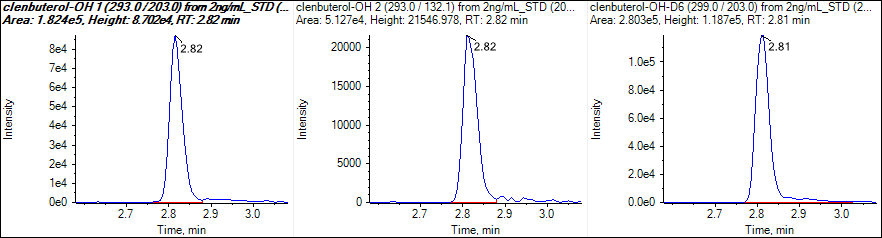 clenbuterol-OH 1 (293.0 / 203.0) from 2ng/mL_STD (...
Area: 1.824e5, Height: 8.702e4, RT: 2.82 min
2.82
8e4
7e4
6e4
5e4
4e4
3e4
2e4
1e4
0e0
Intensity
2.7 2.8 2.9 3.0
Time, min
clenbuterol-OH 2 (293.0 / 132.1) from 2ng/mL_STD (20...
Area: 5.127e4, Height: 21546.978, RT: 2.82 min
2.82
20000
15000
10000
5000
0
Intensity
2.7 2.8 2.9 3.0
Time, min
clenbuterol-OH-D6 (299.0 / 203.0) from 2ng/mL_STD (2...
Area: 2.803e5, Height: 1.187e5, RT: 2.81 min
2.81
1.0e5
8.0e4
6.0e4
4.0e4
2.0e4
0.0e0
Intensity
2.7 2.8 2.9 3.0
Time, min